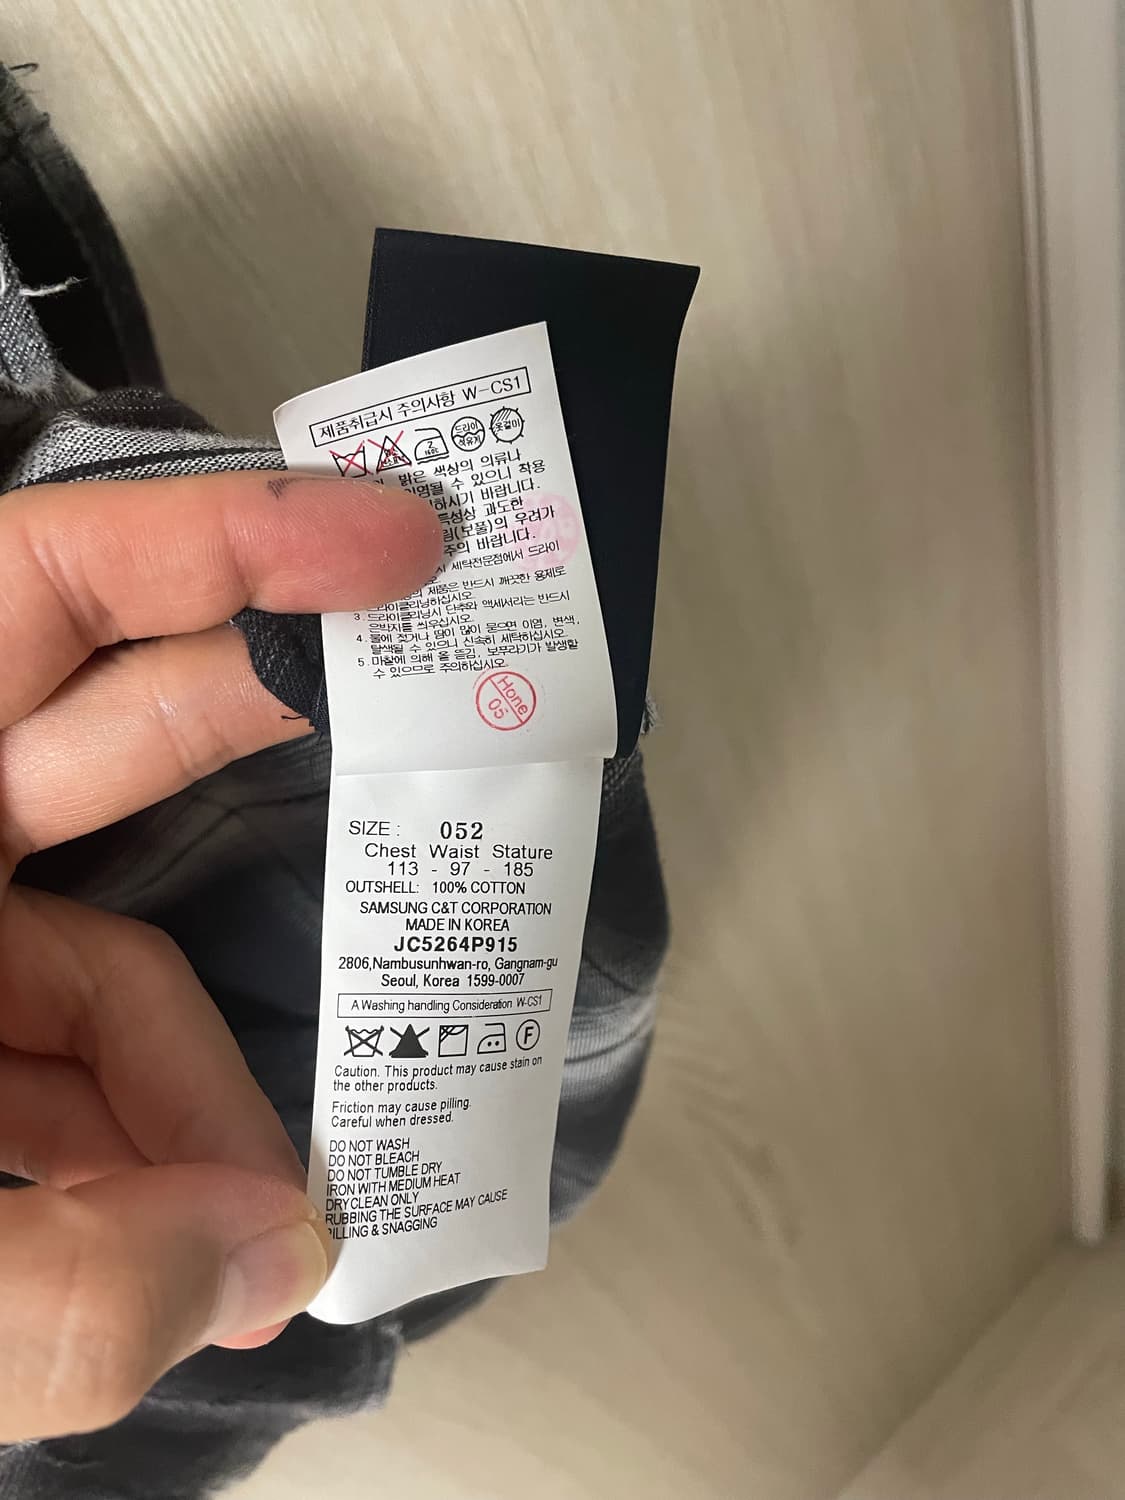 제품취급시 주의사항 W-CS1
드라이
석유계
옷걸이
밝은 색상의 의류나
이염될 수 있으니 착용
하시기 바랍니다.
특성상 과도한
(보풀)의 우려가
주의 바랍니다.
세탁전문점에서 드라이
제품은 반드시 깨끗한 용제로
드라이클리닝하십시오.
3. 드라이클리닝시 단추와 액세서리는 반드시
은박지를 씌우십시오.
4. 물에 젖거나 땀이 많이 묻으면 이염, 변색,
탈색될 수 있으니 신속히 세탁하십시오.
5. 마찰에 의해 올 뜯김, 보푸라기가 발생할
수 있으므로 주의하십시오.
Hone
05
SIZE : 052
Chest Waist Stature
113 - 97 - 185
OUTSHELL: 100% COTTON
SAMSUNG C&T CORPORATION
MADE IN KOREA
JC5264P915
2806,Nambusunhwan-ro, Gangnam-gu
Seoul, Korea 1599-0007
A Washing handling Consideration W-CS1
F
Caution. This product may cause stain on
the other products.
Friction may cause pilling.
Careful when dressed.
DO NOT WASH
DO NOT BLEACH
DO NOT TUMBLE DRY
IRON WITH MEDIUM HEAT
DRY CLEAN ONLY
RUBBING THE SURFACE MAY CAUSE
PILLING & SNAGGING